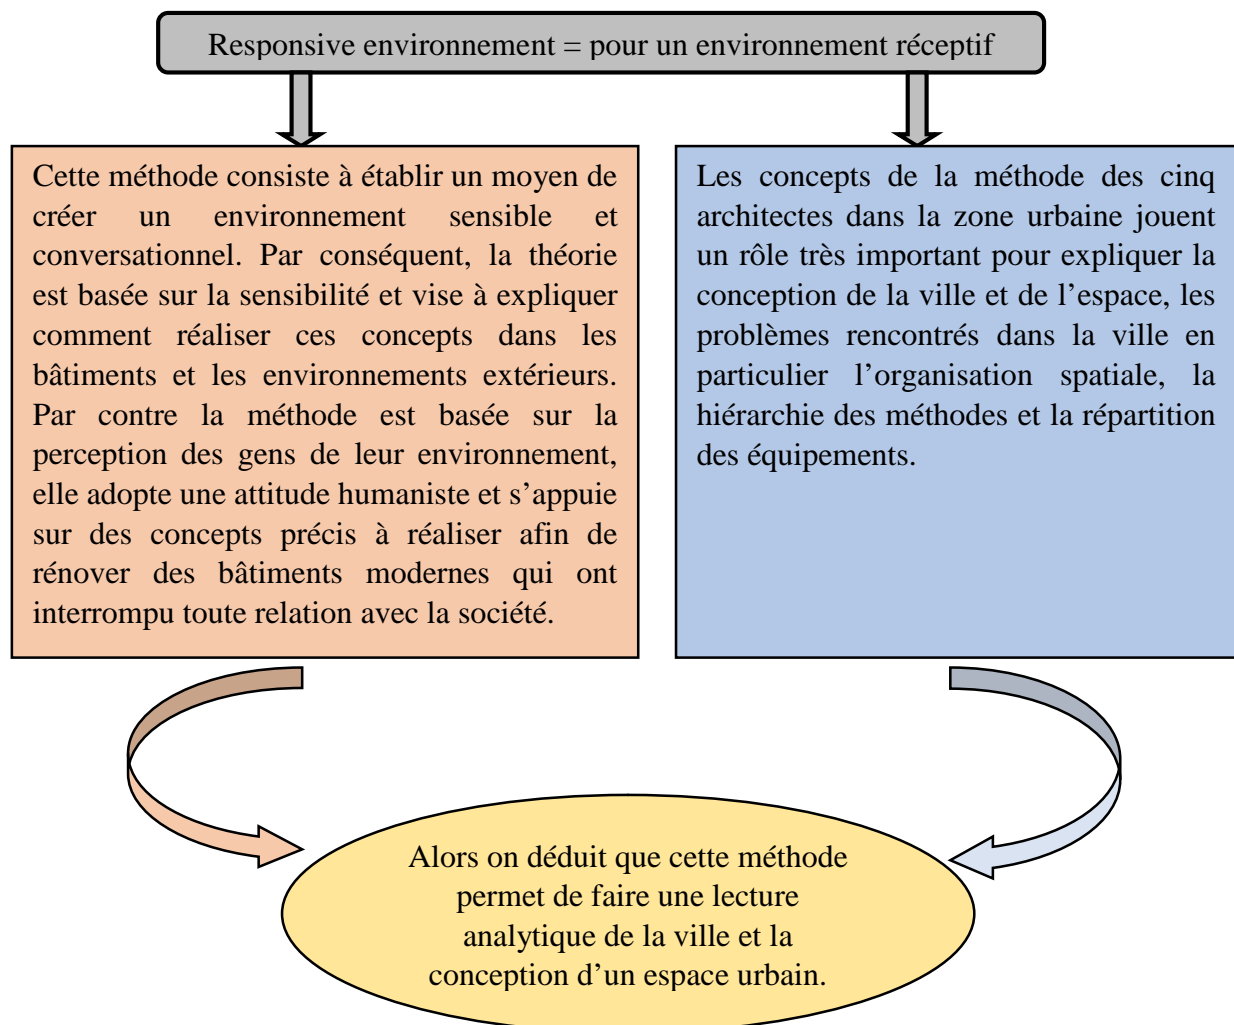 Responsive environnement = pour un environnement réceptif
Cette méthode consiste à établir un moyen de
créer un environnement sensible et
conversationnel. Par conséquent, la théorie
est basée sur la sensibilité et vise à expliquer
comment réaliser ces concepts dans les
bâtiments et les environnements extérieurs.
Par contre la méthode est basée sur la
perception des gens de leur environnement,
elle adopte une attitude humaniste et s’appuie
sur des concepts précis à réaliser afin de
rénover des bâtiments modernes qui ont
interrompu toute relation avec la société.
Les concepts de la méthode des cinq
architectes dans la zone urbaine jouent
un rôle très important pour expliquer la
conception de la ville et de l’espace, les
problèmes rencontrés dans la ville en
particulier l’organisation spatiale, la
hiérarchie des méthodes et la répartition
des équipements.
Alors on déduit que cette méthode
permet de faire une lecture
analytique de la ville et la
conception d’un espace urbain.